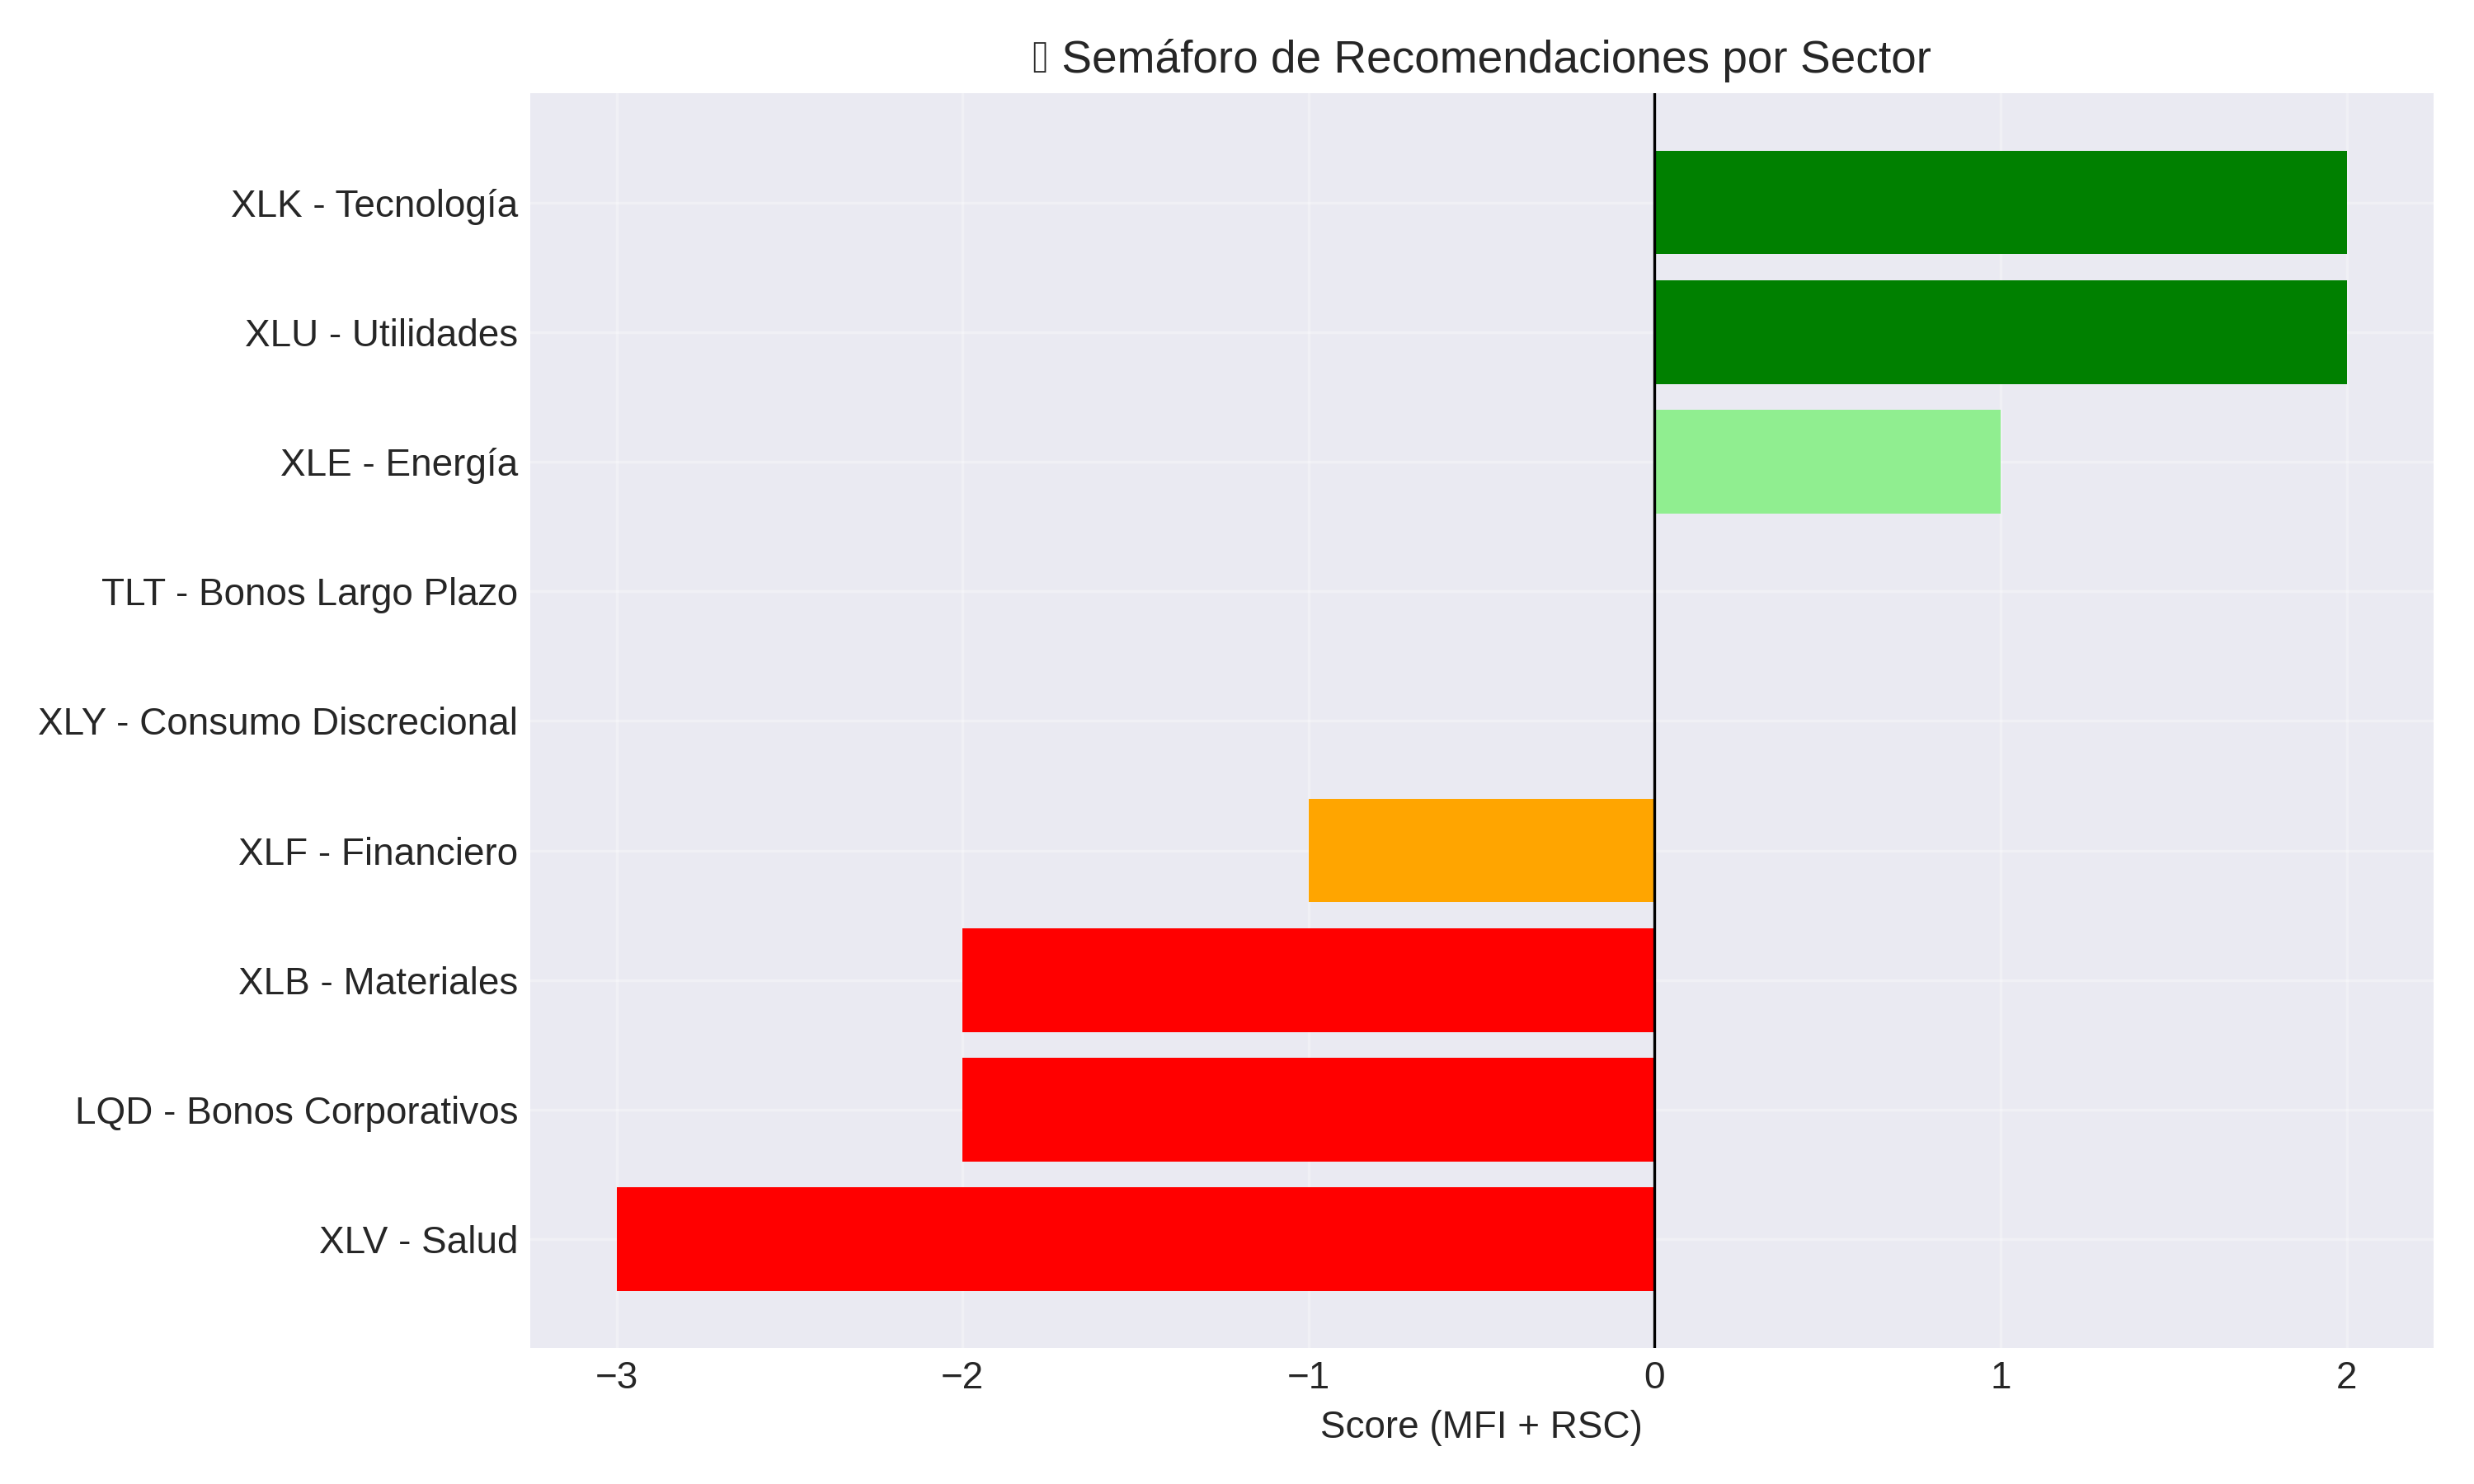 Semáforo de Recomendaciones por Sector
XLK - Tecnología
XLU - Utilidades
XLE - Energía
TLT - Bonos Largo Plazo
XLY - Consumo Discrecional
XLF - Financiero
XLB - Materiales
LQD - Bonos Corporativos
XLV - Salud
−3 −2 −1 0 1 2
Score (MFI + RSC)